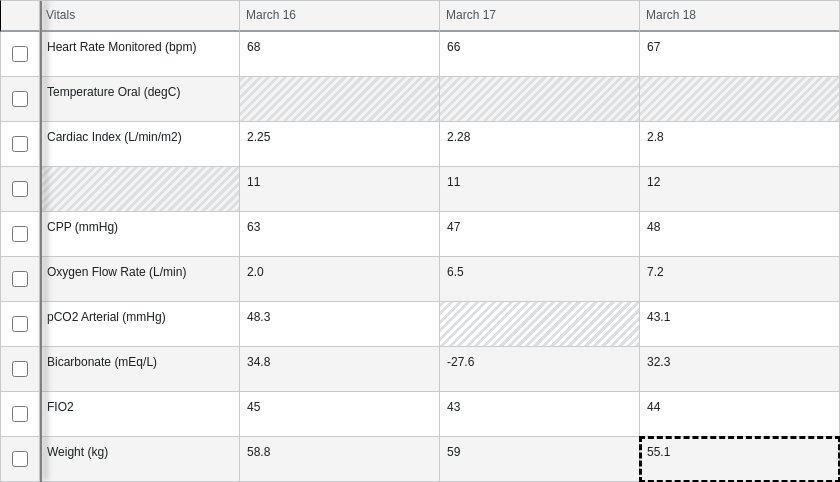 Vitals March 16 March 17 March 18
Heart Rate Monitored (bpm) 68 66 67
Temperature Oral (degC)
Cardiac Index (L/min/m2) 2.25 2.28 2.8
11 11 12
CPP (mmHg) 63 47 48
Oxygen Flow Rate (L/min) 2.0 6.5 7.2
pCO2 Arterial (mmHg) 48.3 43.1
Bicarbonate (mEq/L) 34.8 -27.6 32.3
FIO2 45 43 44
Weight (kg) 58.8 59 55.1